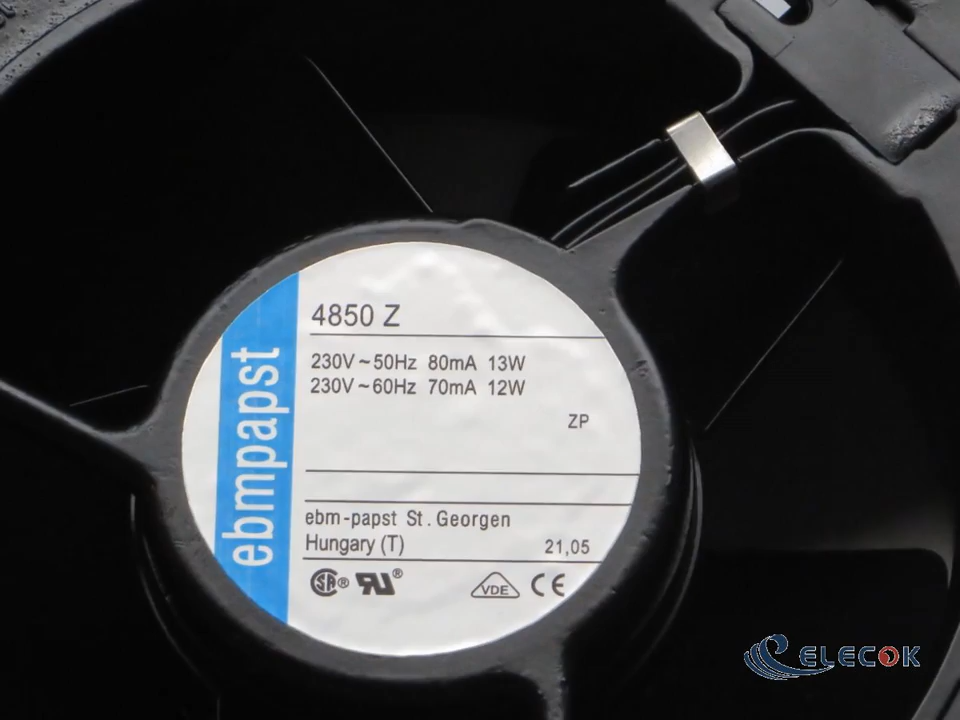 4850 Z
230V~50Hz 80mA 13W
230V~60Hz 70mA 12W
ZP
ebmpapst
ebm-papst St. Georgen
Hungary (T)
21,05
VDE CE
ELECOK